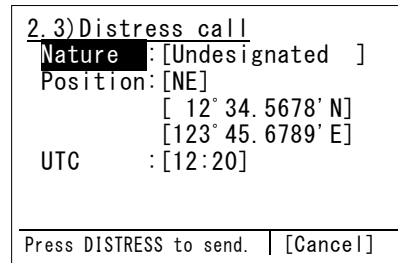 2.3)Distress call
Nature :[Undesignated ]
Position:[NE]
[ 12°34.5678'N]
[123°45.6789'E]
UTC :[12:20]
Press DISTRESS to send. [Cancel]